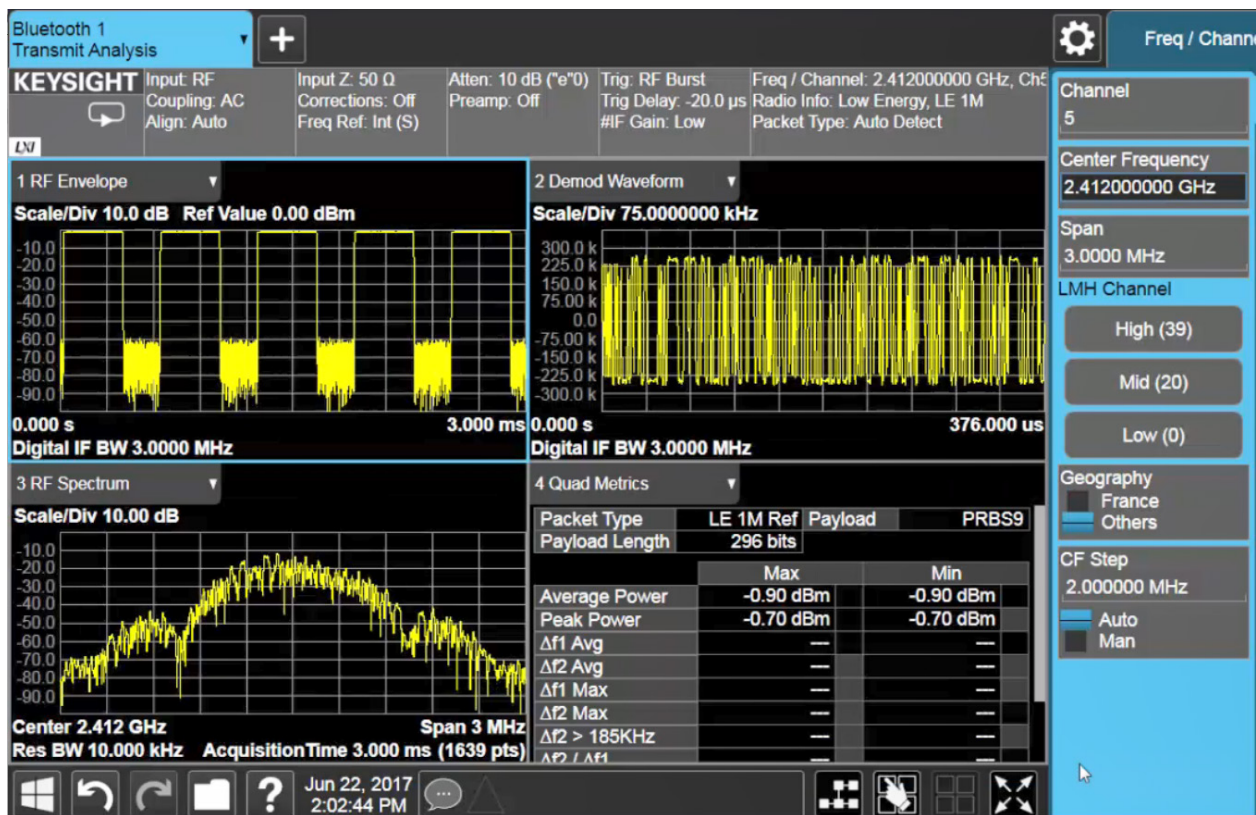 Bluetooth 1
Transmit Analysis
+
Freq / Channe
KEYSIGHT
LXI
Input: RF
Coupling: AC
Align: Auto
Input Z: 50 Ω
Corrections: Off
Freq Ref: Int (S)
Atten: 10 dB ("e"0)
Preamp: Off
Trig: RF Burst
Trig Delay: -20.0 µs
#IF Gain: Low
Freq / Channel: 2.412000000 GHz, Ch5
Radio Info: Low Energy, LE 1M
Packet Type: Auto Detect
1 RF Envelope
Scale/Div 10.0 dB Ref Value 0.00 dBm
-10.0
-20.0
-30.0
-40.0
-50.0
-60.0
-70.0
-80.0
-90.0
0.000 s 3.000 ms
Digital IF BW 3.0000 MHz
2 Demod Waveform
Scale/Div 75.0000000 kHz
300.0 k
225.0 k
150.0 k
75.00 k
0.0
-75.00 k
-150.0 k
-225.0 k
-300.0 k
0.000 s 376.000 us
Digital IF BW 3.0000 MHz
3 RF Spectrum
Scale/Div 10.00 dB
-10.0
-20.0
-30.0
-40.0
-50.0
-60.0
-70.0
-80.0
-90.0
Center 2.412 GHz Span 3 MHz
Res BW 10.000 kHz AcquisitionTime 3.000 ms (1639 pts)
4 Quad Metrics
Packet Type LE 1M Ref Payload PRBS9
Payload Length 296 bits
Max Min
Average Power -0.90 dBm -0.90 dBm
Peak Power -0.70 dBm -0.70 dBm
Δf1 Avg --- ---
Δf2 Avg --- ---
Δf1 Max --- ---
Δf2 Max --- ---
Δf2 > 185KHz --- ---
Δf2 / Δf1
Channel
5
Center Frequency
2.412000000 GHz
Span
3.0000 MHz
LMH Channel
High (39)
Mid (20)
Low (0)
Geography
France
Others
CF Step
2.000000 MHz
Auto
Man
?
Jun 22, 2017
2:02:44 PM